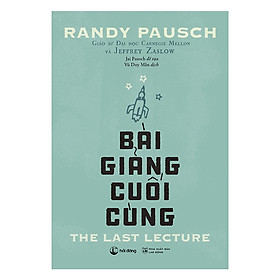 RANDY PAUSCH
GIÁO SƯ ĐẠI HỌC CARNEGIE MELLON
VÀ JEFFREY ZASLOW
Jai Pausch đề tựa
Vũ Duy Mẫn dịch
BÀI
GIẢNG
CUỐI
CÙNG
THE LAST LECTURE